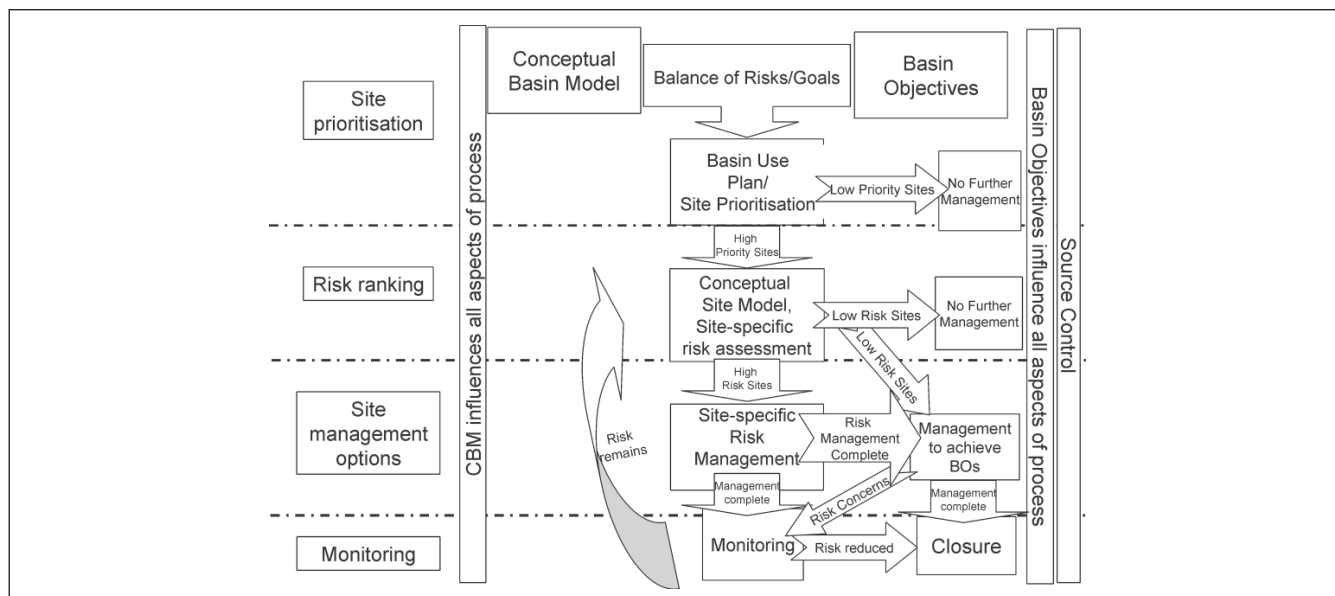 Conceptual
Basin Model
Balance of Risks/Goals
Basin
Objectives
Site
prioritisation
Basin Use
Plan/
Site Prioritisation
Low Priority Sites
No Further
Management
High
Priority Sites
Risk ranking
Conceptual
Site Model,
Site-specific
risk assessment
Low Risk Sites
No Further
Management
Low Risk Sites
High
Risk Sites
Site
management
options
Risk
remains
Site-specific
Risk
Management
Risk
Management
Complete
Management
to achieve
BOs
Management
complete
Risk Concerns
Management
complete
Monitoring
Monitoring
Risk reduced
Closure
CBM influences all aspects of process
Basin Objectives influence all aspects of process
Source Control